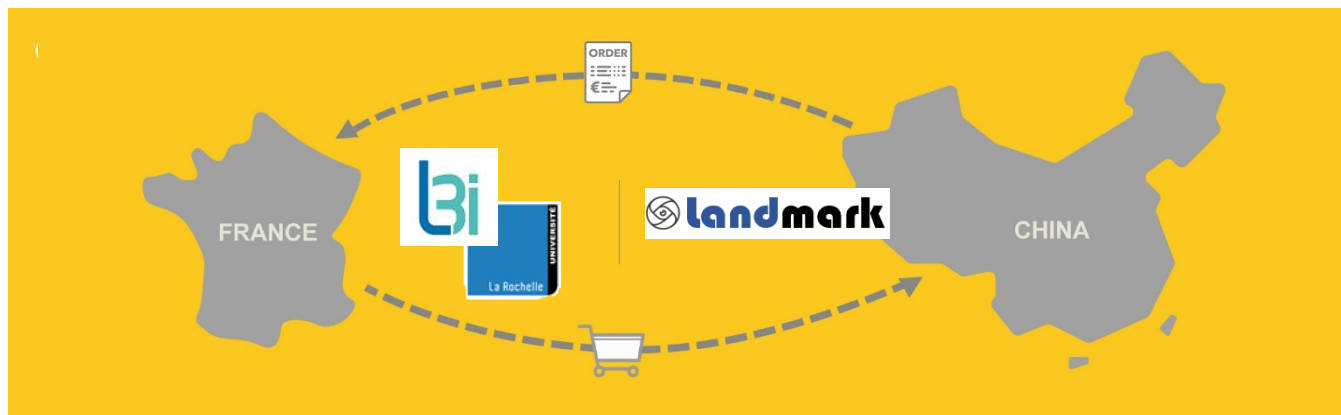 ORDER
€
FRANCE
L3i
UNIVERSITÉ
La Rochelle
Landmark
CHINA